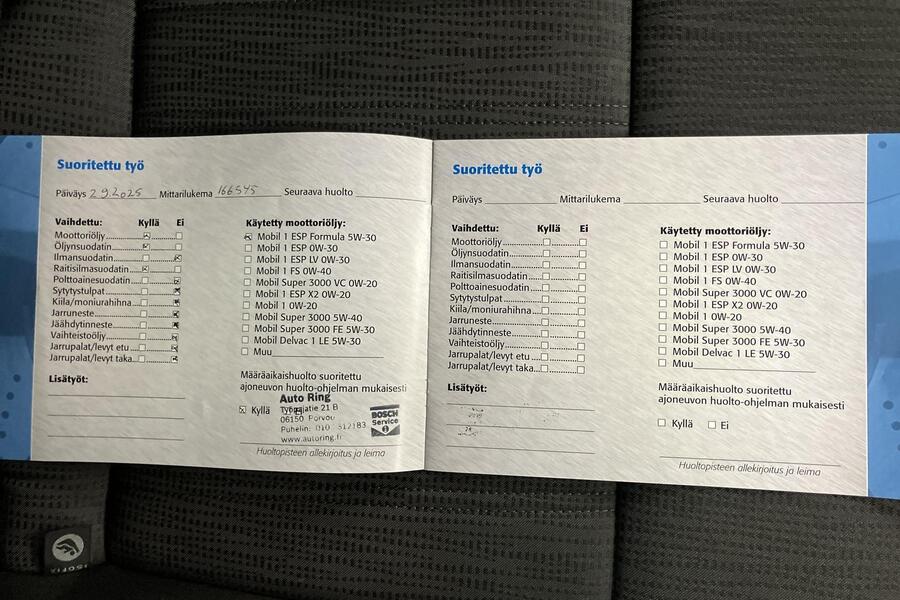 Suoritettu työ
Päiväys 2 9.2025 Mittarilukema 166545 Seuraava huolto
Vaihdettu: Kyllä Ei
Moottoriöljy
Öljynsuodatin
Ilmansuodatin
Raitisilmasuodatin
Polttoainesuodatin
Sytytystulpat
Kiila/moniurahihna
Jarruneste
Jäähdytinneste
Vaihteistoöljy
Jarrupalat/levyt etu
Jarrupalat/levyt taka
Lisätyöt:
Käytetty moottoriöljy:
Mobil 1 ESP Formula 5W-30
Mobil 1 ESP 0W-30
Mobil 1 ESP LV 0W-30
Mobil 1 FS 0W-40
Mobil Super 3000 VC 0W-20
Mobil 1 ESP X2 0W-20
Mobil 1 0W-20
Mobil Super 3000 5W-40
Mobil Super 3000 FE 5W-30
Mobil Delvac 1 LE 5W-30
Muu
Määräaikaishuolto suoritettu
ajoneuvon huolto-ohjelman mukaisesti
Kyllä
Auto Ring
21 B
06150 Porvoo
Puhelin: 010
www.autoring.fi
BOSCH
Service
Huoltopisteen allekirjoitus ja leima
Suoritettu työ
Päiväys Mittarilukema Seuraava huolto
Vaihdettu: Kyllä Ei
Moottoriöljy
Öljynsuodatin
Ilmansuodatin
Raitisilmasuodatin
Polttoainesuodatin
Sytytystulpat
Kiila/moniurahihna
Jarruneste
Jäähdytinneste
Vaihteistoöljy
Jarrupalat/levyt etu
Jarrupalat/levyt taka
Lisätyöt:
Käytetty moottoriöljy:
Mobil 1 ESP Formula 5W-30
Mobil 1 ESP 0W-30
Mobil 1 ESP LV 0W-30
Mobil 1 FS 0W-40
Mobil Super 3000 VC 0W-20
Mobil 1 ESP X2 0W-20
Mobil 1 0W-20
Mobil Super 3000 5W-40
Mobil Super 3000 FE 5W-30
Mobil Delvac 1 LE 5W-30
Muu
Määräaikaishuolto suoritettu
ajoneuvon huolto-ohjelman mukaisesti
Kyllä Ei
Huoltopisteen allekirjoitus ja leima
ISOFIX